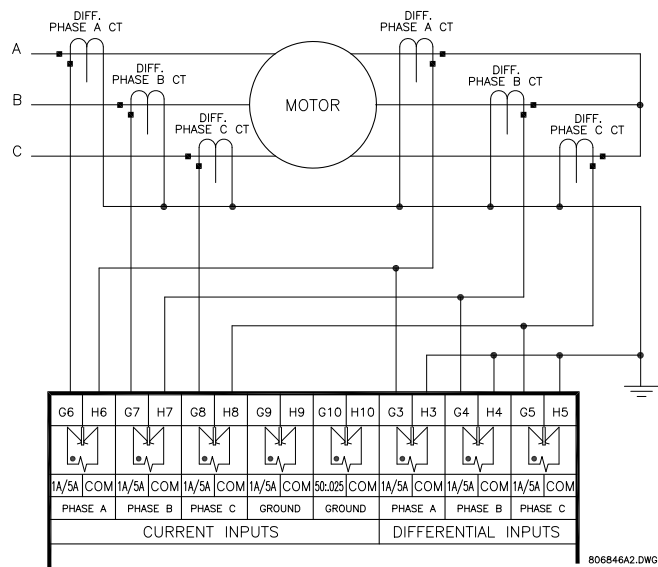 DIFF.
PHASE A CT
DIFF.
PHASE A CT
A
DIFF.
PHASE B CT
DIFF.
PHASE B CT
B
MOTOR
DIFF.
PHASE C CT
DIFF.
PHASE C CT
C
G6 H6 G7 H7 G8 H8 G9 H9 G10 H10 G3 H3 G4 H4 G5 H5
1A/5A COM 1A/5A COM 1A/5A COM 1A/5A COM 50:.025 COM 1A/5A COM 1A/5A COM 1A/5A COM
PHASE A PHASE B PHASE C GROUND GROUND PHASE A PHASE B PHASE C
CURRENT INPUTS DIFFERENTIAL INPUTS
806846A2.DWG